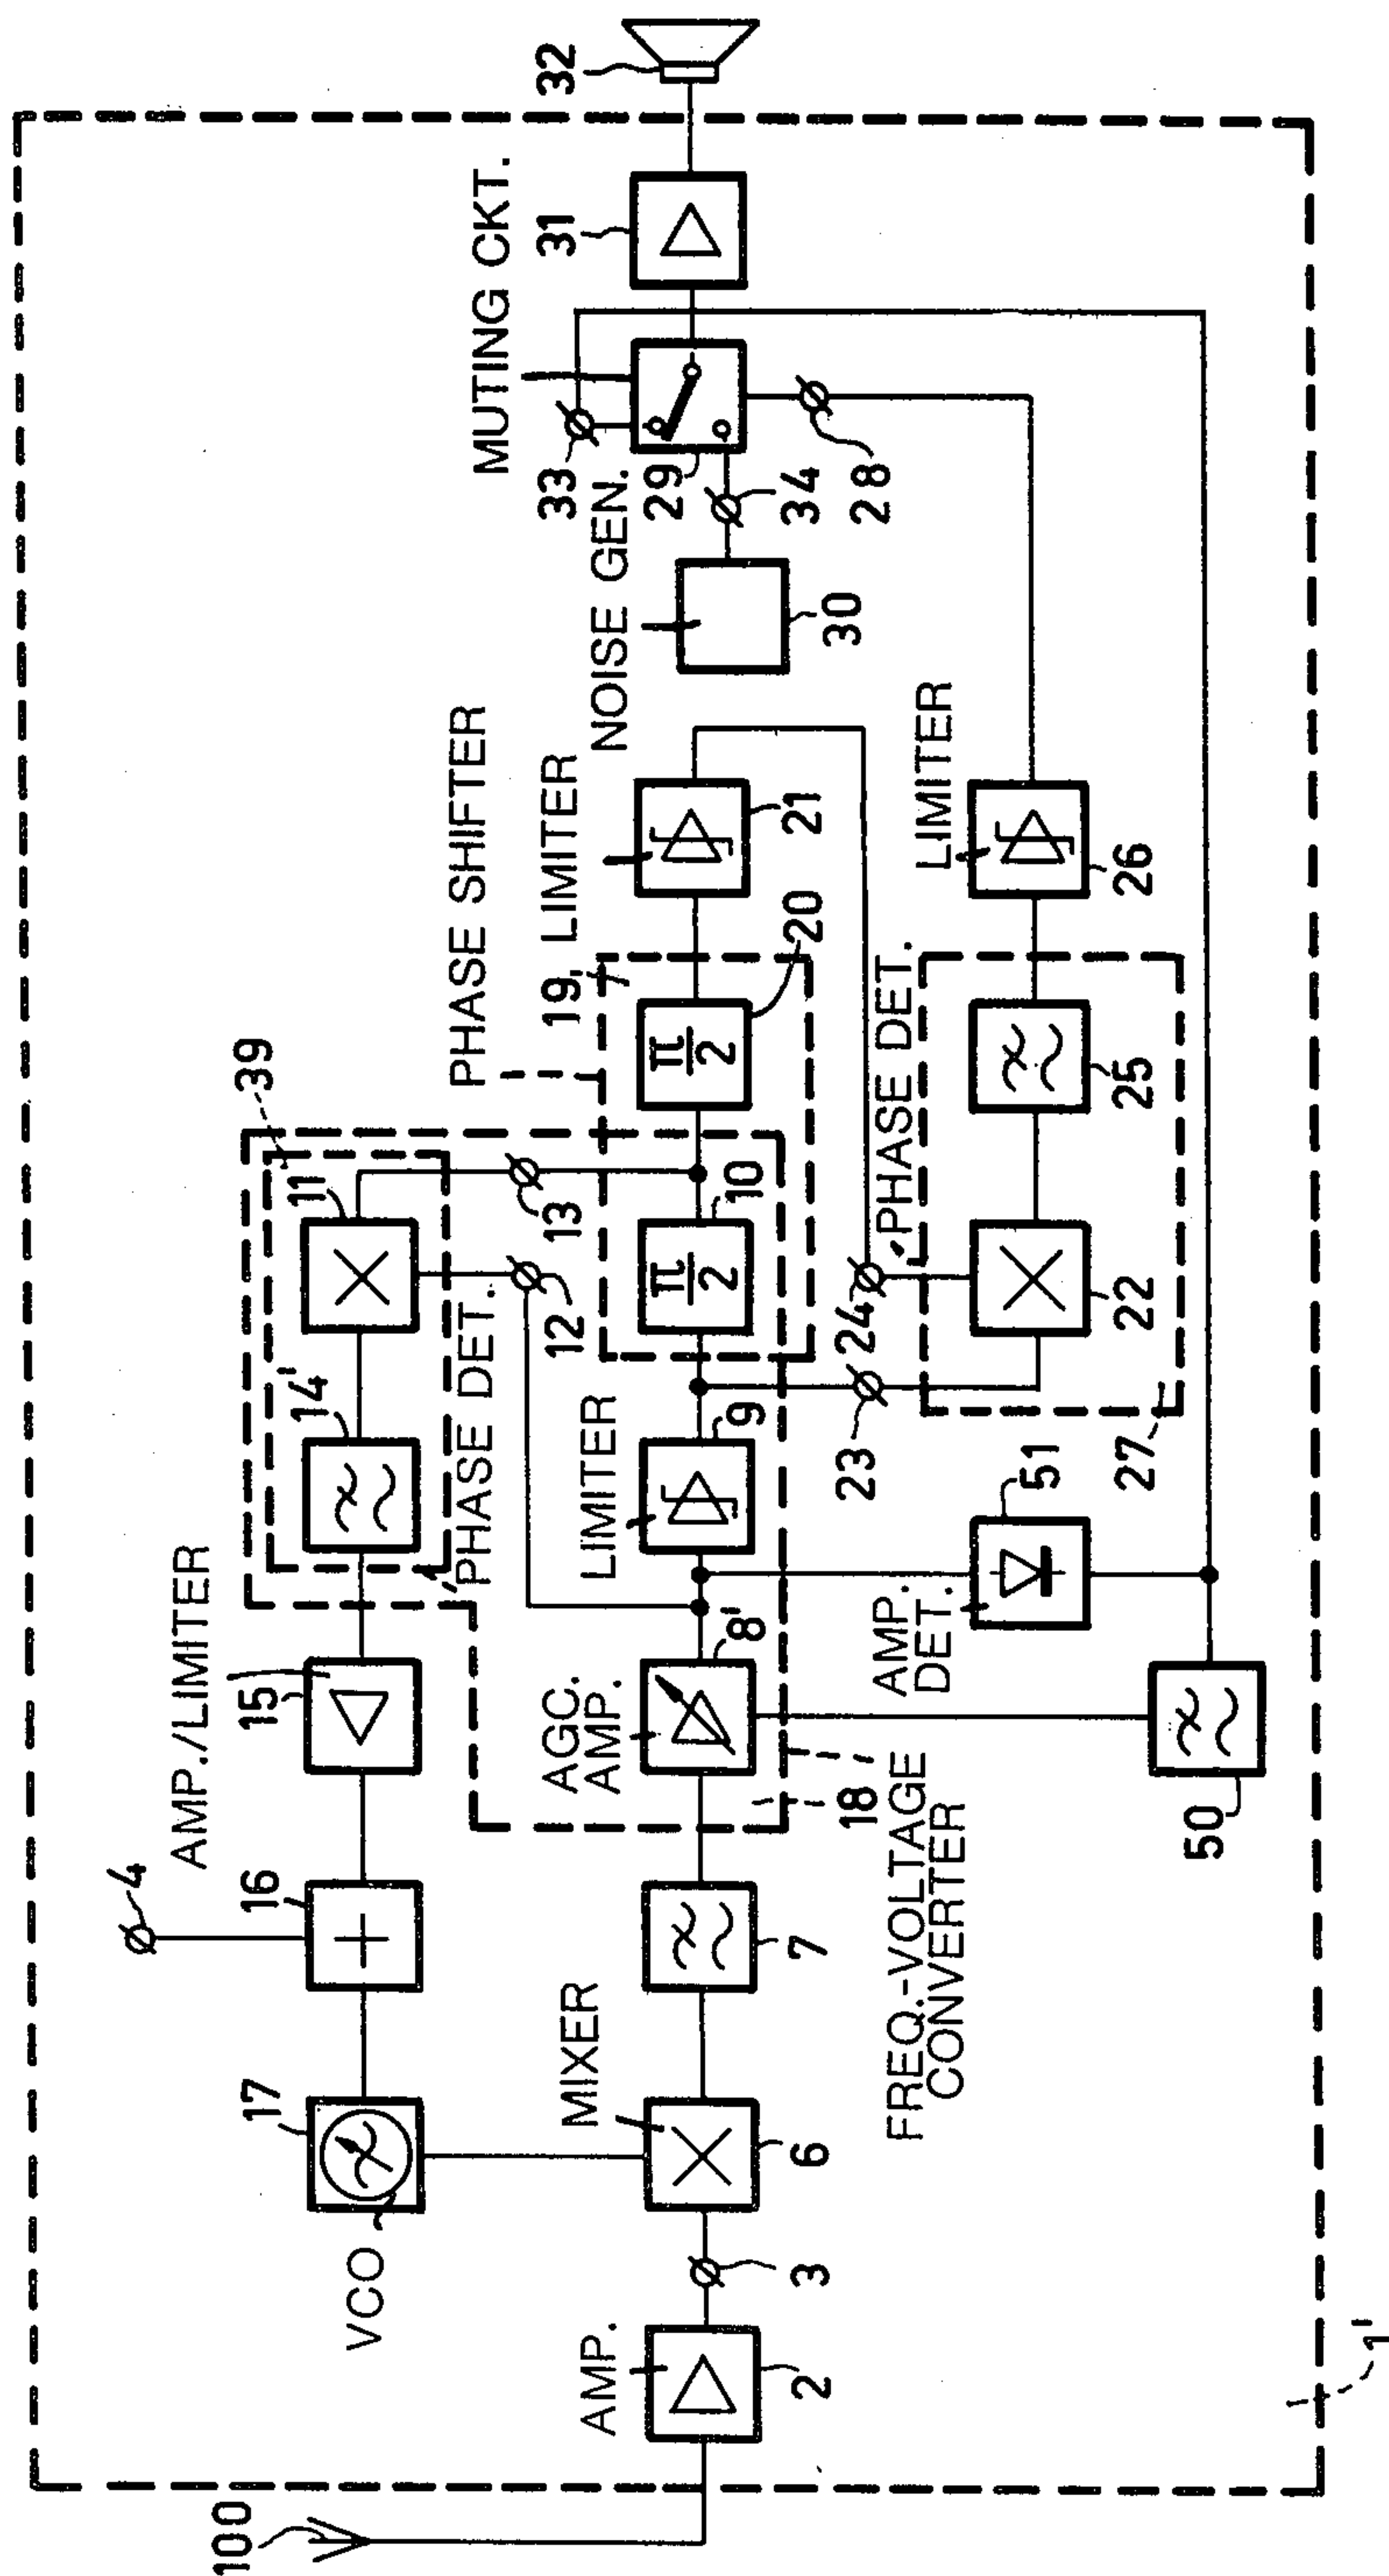 100
AMP.
2
3
VCO
17
MIXER
6
16
4
7
FREQ.-VOLTAGE
CONVERTER
18
AMP./LIMITER
15
AGC.
AMP.
8'
50
AMP.
DET.
51
PHASE DET.
14'
11
39
LIMITER
9
12
13
10
π/2
23
24
27
22
PHASE DET.
25
PHASE SHIFTER
19
π/2
20
LIMITER
21
LIMITER
26
NOISE GEN.
30
34
28
29
33
MUTING CKT.
31
32
1'